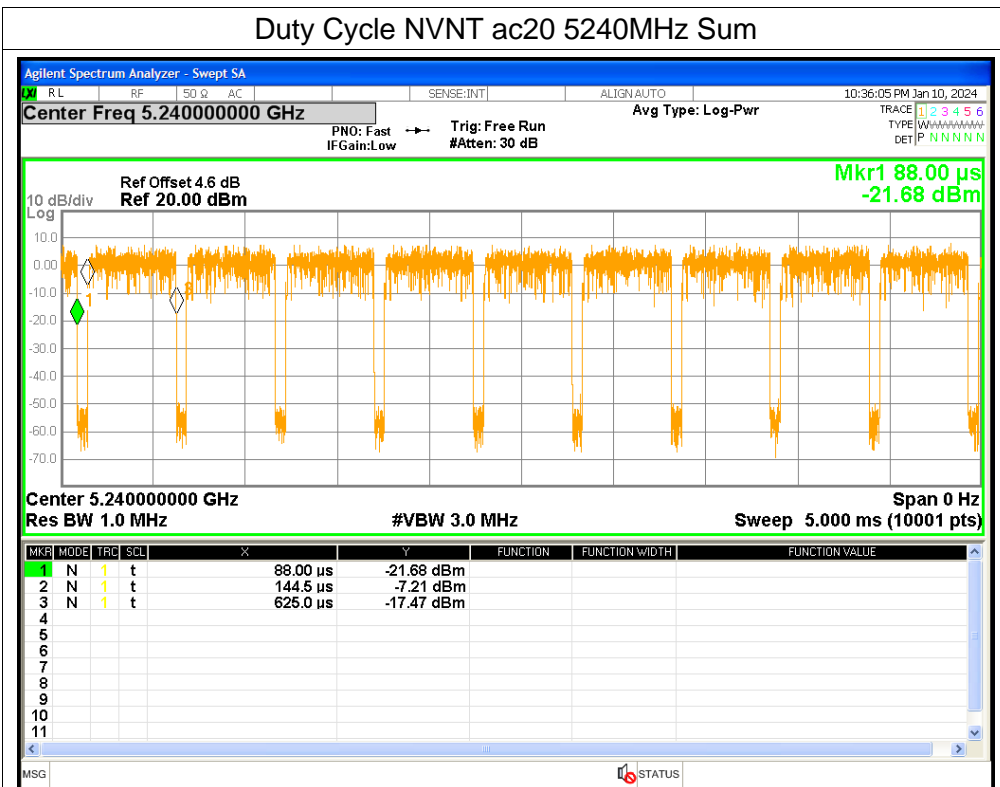 Duty Cycle NVNT ac20 5240MHz Sum
Agilent Spectrum Analyzer - Swept SA
LXI RL RF 50 Ω AC SENSE:INT ALIGN AUTO 10:36:05 PM Jan 10, 2024
Center Freq 5.240000000 GHz Avg Type: Log-Pwr TRACE 1 2 3 4 5 6
PNO: Fast Trig: Free Run TYPE W
IFGain:Low #Atten: 30 dB DET P N N N N N
Mkr1 88.00 µs
-21.68 dBm
Ref Offset 4.6 dB
10 dB/div Ref 20.00 dBm
Log
10.0
0.00
-10.0
-20.0
-30.0
-40.0
-50.0
-60.0
-70.0
1
Center 5.240000000 GHz Span 0 Hz
Res BW 1.0 MHz #VBW 3.0 MHz Sweep 5.000 ms (10001 pts)
MKR MODE TRC SCL X Y FUNCTION FUNCTION WIDTH FUNCTION VALUE
1 N 1 t 88.00 µs -21.68 dBm
2 N 1 t 144.5 µs -7.21 dBm
3 N 1 t 625.0 µs -17.47 dBm
4
5
6
7
8
9
10
11
MSG STATUS